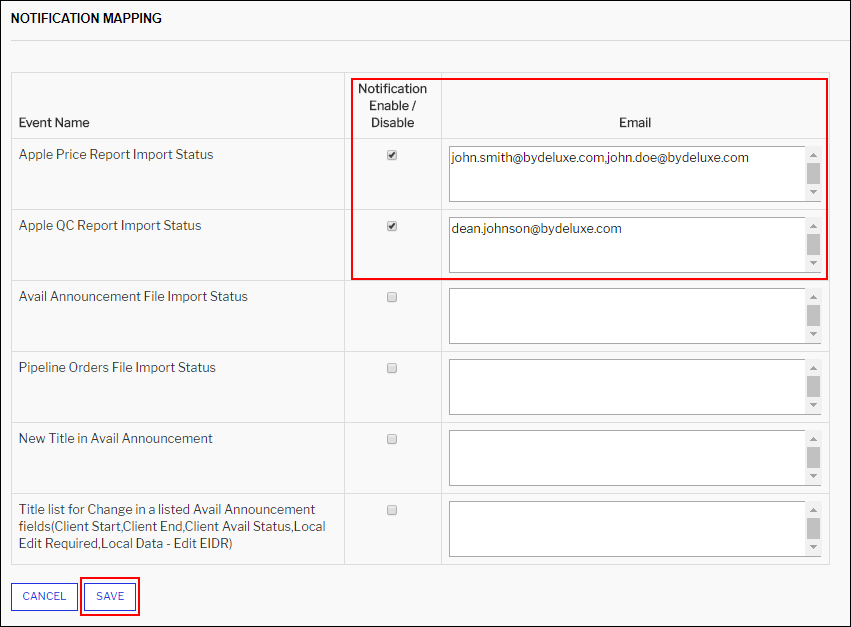 NOTIFICATION MAPPING
Notification
Enable /
Event Name Disable Email
Apple Price Report Import Status john.smith@bydeluxe.com,john.doe@bydeluxe.com
Apple QC Report Import Status dean.johnson@bydeluxe.com
Avail Announcement File Import Status
Pipeline Orders File Import Status
New Title in Avail Announcement
Title list for Change in a listed Avail Announcement
fields(Client Start,Client End,Client Avail Status,Local
Edit Required,Local Data - Edit EIDR)
CANCEL SAVE